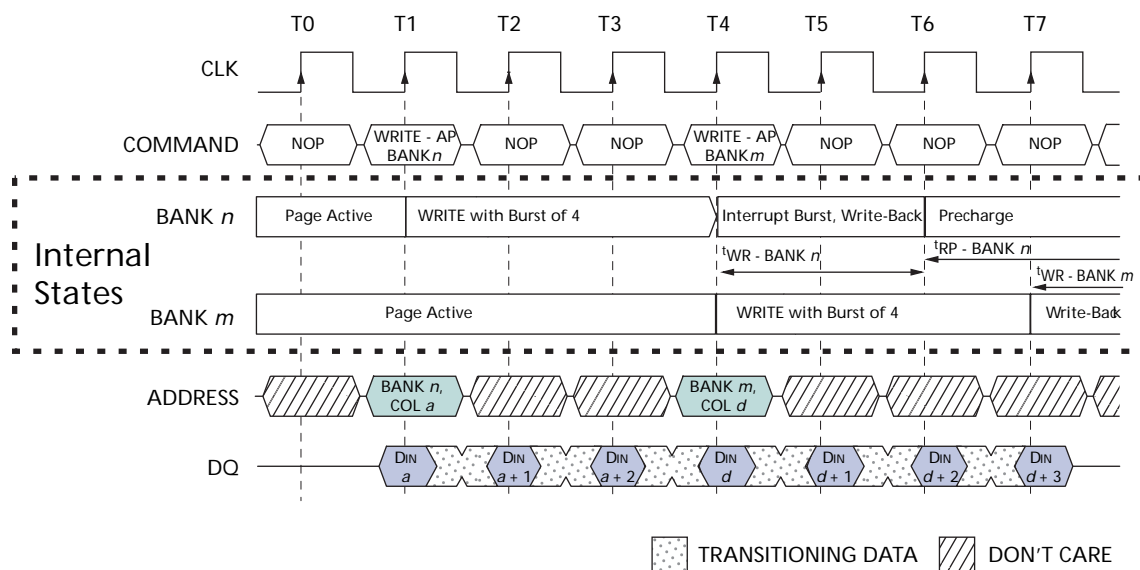 T0 T1 T2 T3 T4 T5 T6 T7
CLK
COMMAND NOP WRITE - AP BANK n NOP NOP WRITE - AP BANK m NOP NOP NOP
BANK n Page Active WRITE with Burst of 4 Interrupt Burst, Write-Back Precharge
Internal States
tWR - BANK n tRP - BANK n
tWR - BANK m
BANK m Page Active WRITE with Burst of 4 Write-Back
ADDRESS BANK n, COL a BANK m, COL d
DQ DIN a DIN a + 1 DIN a + 2 DIN d DIN d + 1 DIN d + 2 DIN d + 3
TRANSITIONING DATA DON'T CARE